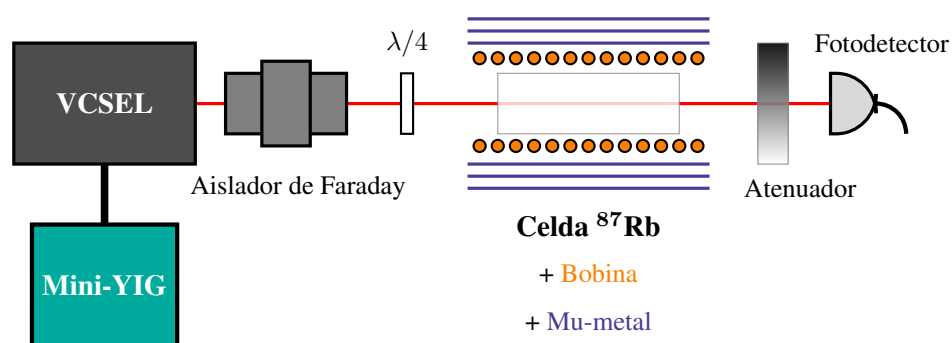 VCSEL
Aislador de Faraday
λ/4
Fotodetector
Atenuador
Mini-YIG
Celda ⁸⁷Rb
+ Bobina
+ Mu-metal